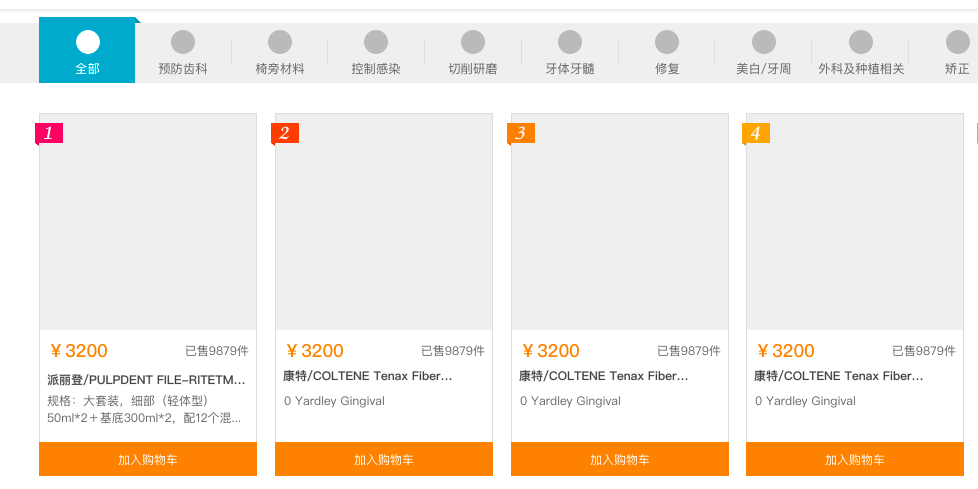 全部 预防齿科 椅旁材料 控制感染 切削研磨 牙体牙髓 修复 美白/牙周 外科及种植相关 矫正
1 2 3 4
¥3200 已售9879件 ¥3200 已售9879件 ¥3200 已售9879件 ¥3200 已售9879件
派丽登/PULPDENT FILE-RITETM... 康特/COLTENE Tenax Fiber... 康特/COLTENE Tenax Fiber... 康特/COLTENE Tenax Fiber...
规格：大套装，细部（轻体型） 0 Yardley Gingival 0 Yardley Gingival 0 Yardley Gingival
50ml*2＋基底300ml*2，配12个混...
加入购物车 加入购物车 加入购物车 加入购物车